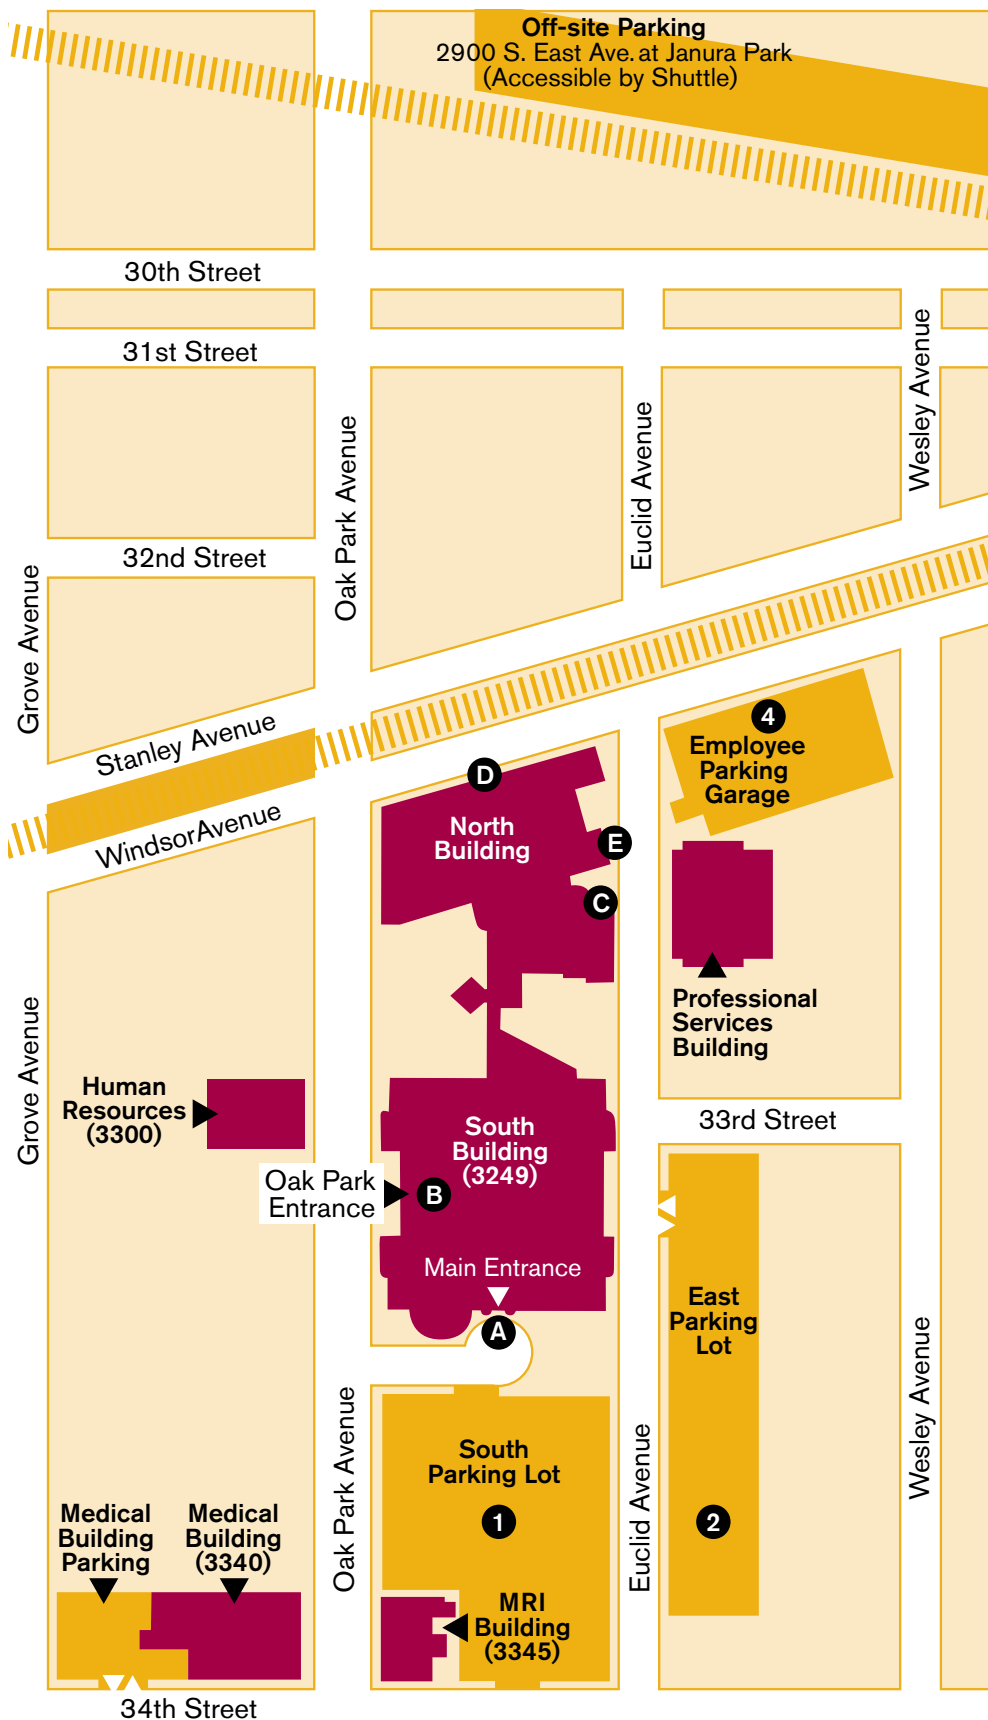 Off-site Parking
2900 S. East Ave. at Janura Park
(Accessible by Shuttle)
30th Street
31st Street
Wesley Avenue
Oak Park Avenue
Euclid Avenue
32nd Street
Grove Avenue
Stanley Avenue
Windsor Avenue
4
Employee
Parking
Garage
D
North
Building
E
C
Professional
Services
Building
Grove Avenue
Human
Resources
(3300)
33rd Street
South
Building
(3249)
Oak Park
Entrance
B
Main Entrance
A
East
Parking
Lot
Oak Park Avenue
Euclid Avenue
Wesley Avenue
South
Parking Lot
1
2
Medical
Building
Parking
Medical
Building
(3340)
MRI
Building
(3345)
34th Street